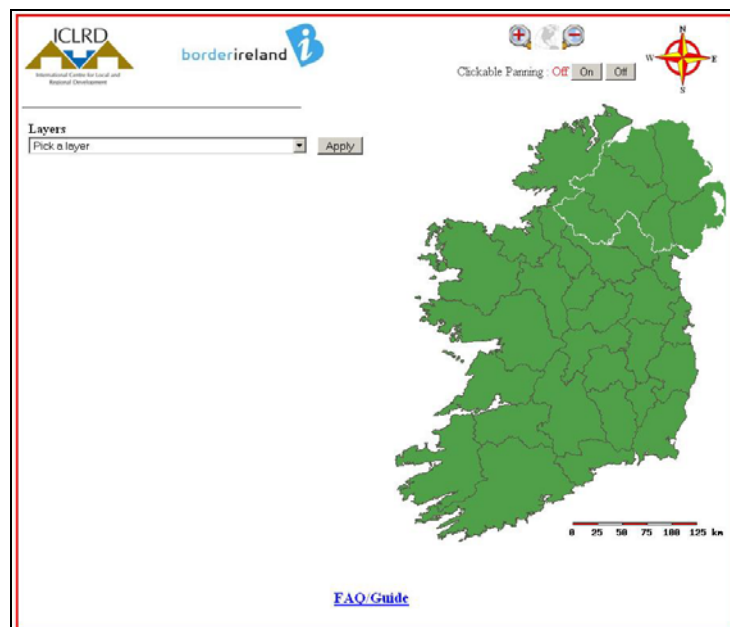 ICLRD
International Centre for Local and
Regional Development
borderireland i
Clickable Panning : Off On Off
N
W E
S
Layers
Pick a layer Apply
0 25 50 75 100 125 km
FAQ/Guide